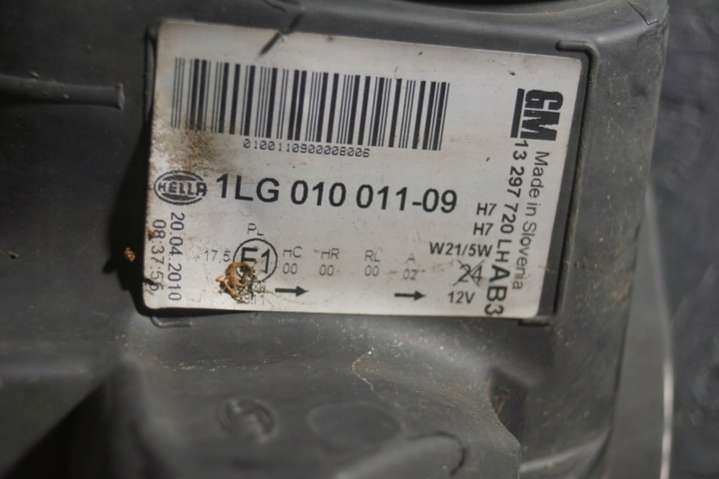 0100110900008006
HELLA 1LG 010 011-09
20.04.2010
08:37:56
17,5 E1
HC HR RL A
00 00 00 02
H7
H7
W21/5W
24
12V
GM
Made in Slovenia
13 297 720 LH AB3